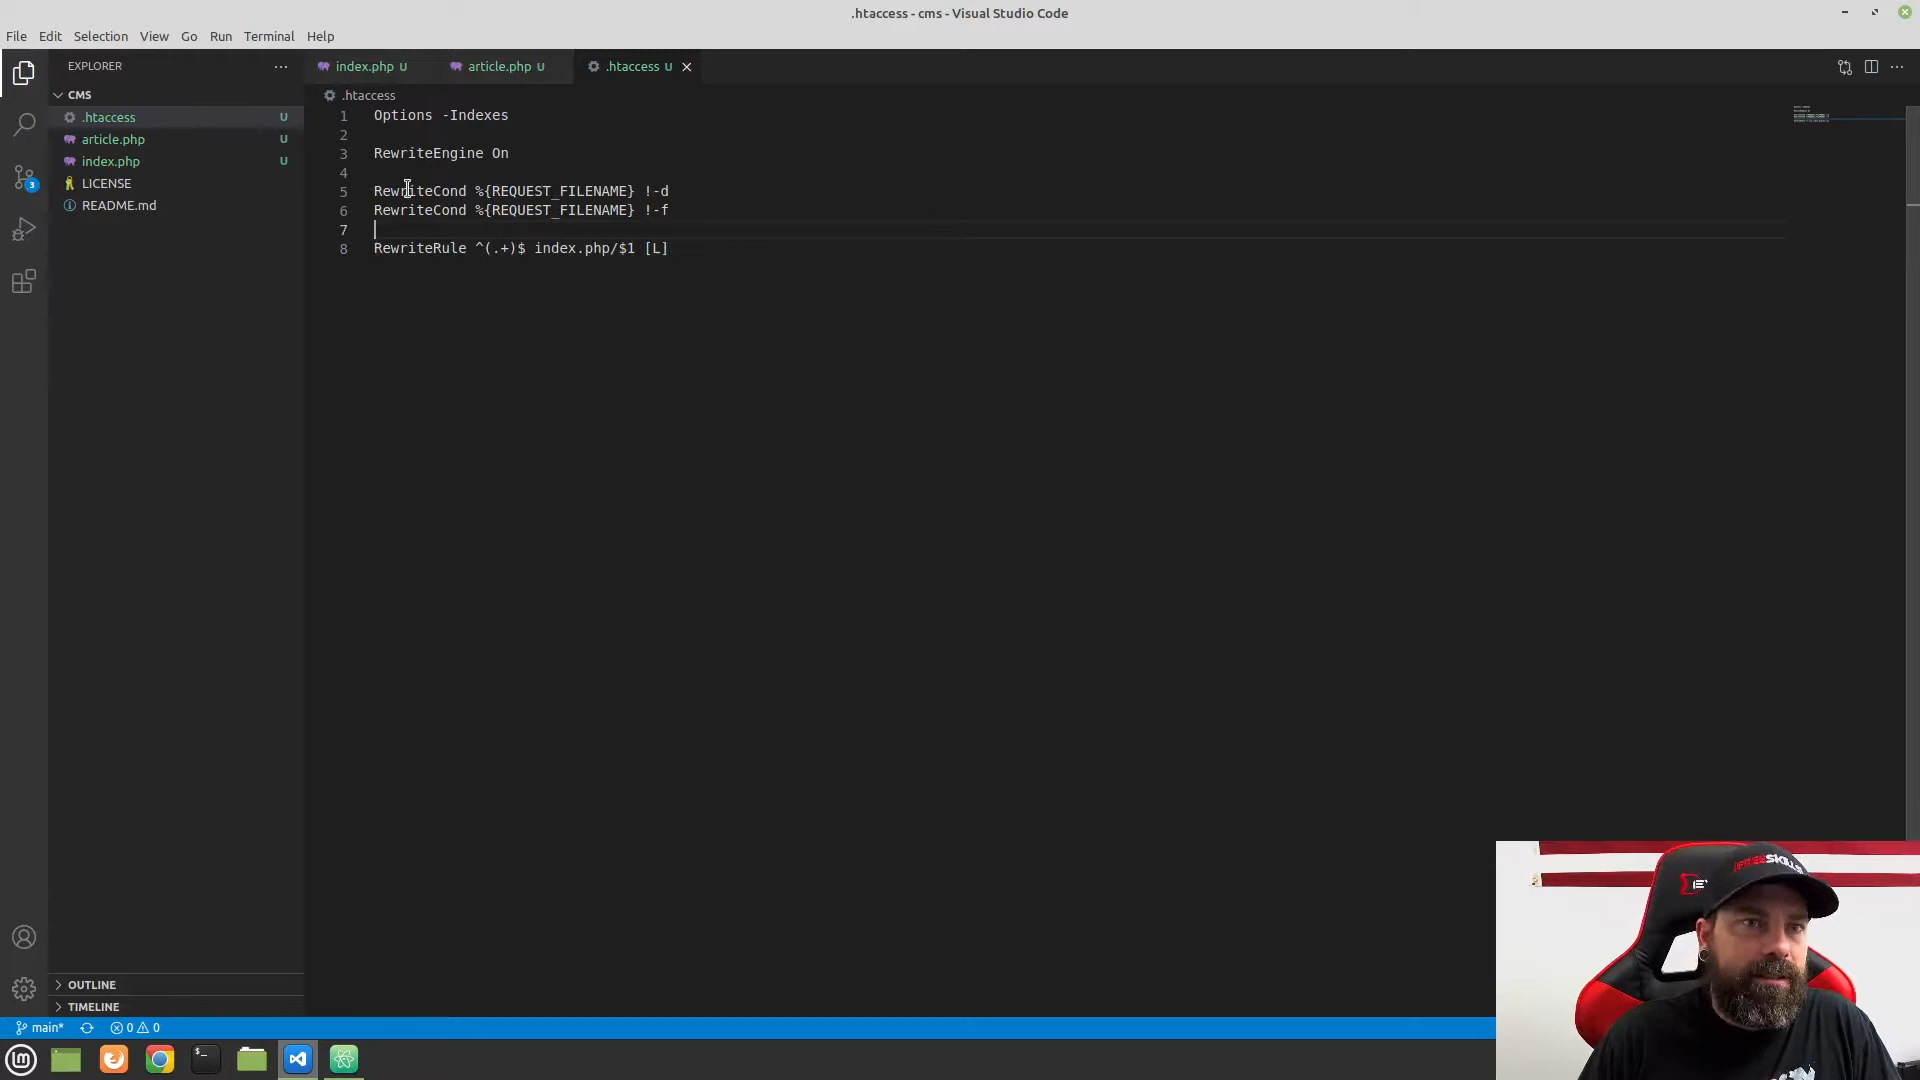 .htaccess - cms - Visual Studio Code
File Edit Selection View Go Run Terminal Help
EXPLORER
index.php U
article.php U
.htaccess U
CMS
.htaccess U
article.php U
index.php U
LICENSE
README.md
.htaccess
1 Options -Indexes
2
3 RewriteEngine On
4
5 RewriteCond %{REQUEST_FILENAME} !-d
6 RewriteCond %{REQUEST_FILENAME} !-f
7
8 RewriteRule ^(.+)$ index.php/$1 [L]
3
OUTLINE
TIMELINE
main* 0 0
FREESKILLS